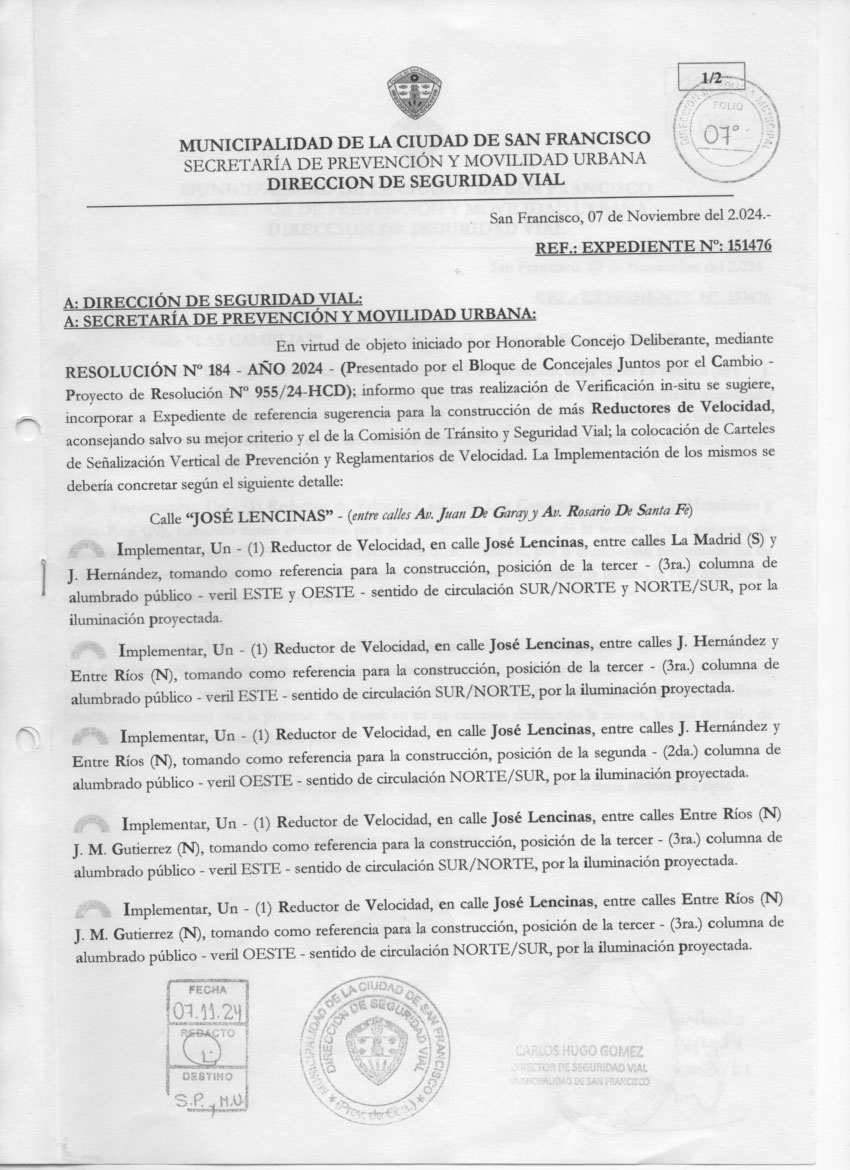 1/2
FOLIO
07°
MUNICIPALIDAD DE LA CIUDAD DE SAN FRANCISCO
SECRETARÍA DE PREVENCIÓN Y MOVILIDAD URBANA
DIRECCION DE SEGURIDAD VIAL
San Francisco, 07 de Noviembre del 2.024.-
REF.: EXPEDIENTE Nº: 151476
A: DIRECCIÓN DE SEGURIDAD VIAL:
A: SECRETARÍA DE PREVENCIÓN Y MOVILIDAD URBANA:
En virtud de objeto iniciado por Honorable Concejo Deliberante, mediante
RESOLUCIÓN Nº 184 - AÑO 2024 - (Presentado por el Bloque de Concejales Juntos por el Cambio -
Proyecto de Resolución Nº 955/24-HCD); informo que tras realización de Verificación in-situ se sugiere,
incorporar a Expediente de referencia sugerencia para la construcción de más Reductores de Velocidad,
aconsejando salvo su mejor criterio y el de la Comisión de Tránsito y Seguridad Vial; la colocación de Carteles
de Señalización Vertical de Prevención y Reglamentarios de Velocidad. La Implementación de los mismos se
debería concretar según el siguiente detalle:
Calle "JOSÉ LENCINAS" - (entre calles Av. Juan De Garay y Av. Rosario De Santa Fe)
Implementar, Un - (1) Reductor de Velocidad, en calle José Lencinas, entre calles La Madrid (S) y
J. Hernández, tomando como referencia para la construcción, posición de la tercer - (3ra.) columna de
alumbrado público - veril ESTE y OESTE - sentido de circulación SUR/NORTE y NORTE/SUR, por la
iluminación proyectada.
Implementar, Un - (1) Reductor de Velocidad, en calle José Lencinas, entre calles J. Hernández y
Entre Ríos (N), tomando como referencia para la construcción, posición de la tercer - (3ra.) columna de
alumbrado público - veril ESTE - sentido de circulación SUR/NORTE, por la iluminación proyectada.
Implementar, Un - (1) Reductor de Velocidad, en calle José Lencinas, entre calles J. Hernández y
Entre Ríos (N), tomando como referencia para la construcción, posición de la segunda - (2da.) columna de
alumbrado público - veril OESTE - sentido de circulación NORTE/SUR, por la iluminación proyectada.
Implementar, Un - (1) Reductor de Velocidad, en calle José Lencinas, entre calles Entre Ríos (N)
J. M. Gutierrez (N), tomando como referencia para la construcción, posición de la tercer - (3ra.) columna de
alumbrado público - veril ESTE - sentido de circulación SUR/NORTE, por la iluminación proyectada.
Implementar, Un - (1) Reductor de Velocidad, en calle José Lencinas, entre calles Entre Ríos (N)
J. M. Gutierrez (N), tomando como referencia para la construcción, posición de la tercer - (3ra.) columna de
alumbrado público - veril OESTE - sentido de circulación NORTE/SUR, por la iluminación proyectada.
FECHA
07.11.24
REDACTO
DESTINO
S.P. y M.U
MUNICIPALIDAD DE LA CIUDAD DE SAN FRANCISCO
DIRECCIÓN DE SEGURIDAD VIAL
(Prov. de Cba.)
CARLOS HUGO GOMEZ
DIRECTOR DE SEGURIDAD VIAL
MUNICIPALIDAD DE SAN FRANCISCO